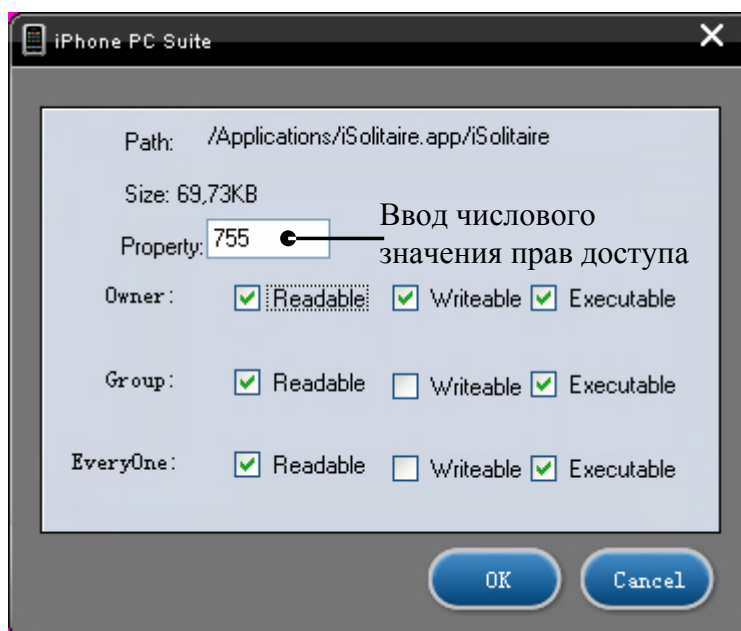 iPhone PC Suite
Path: /Applications/iSolitaire.app/iSolitaire
Size: 69,73KB
Property: 755
Ввод числового
значения прав доступа
Owner: Readable Writeable Executable
Group: Readable Writeable Executable
EveryOne: Readable Writeable Executable
OK Cancel